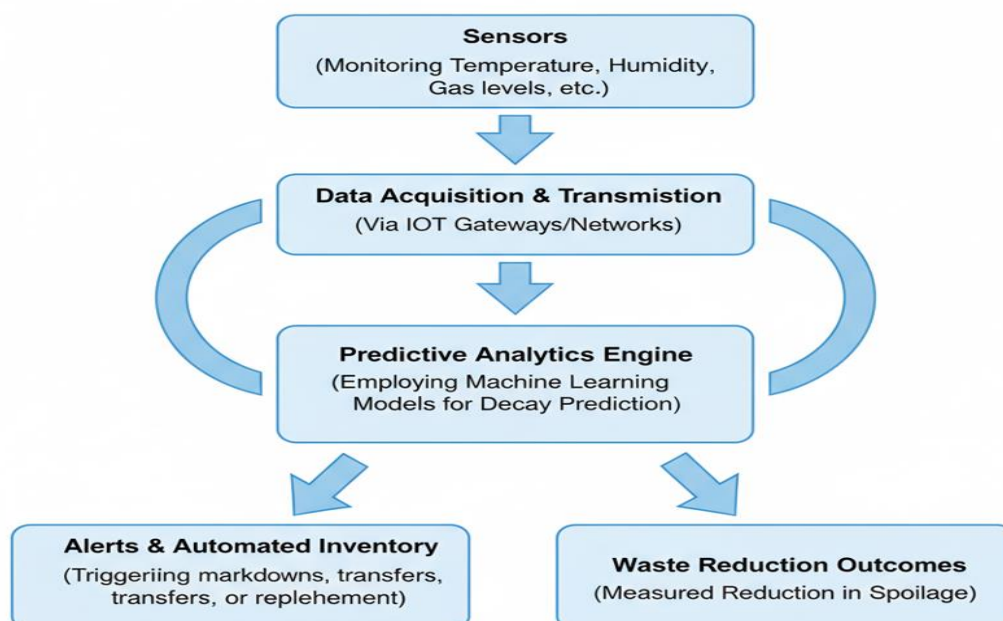 Sensors
(Monitoring Temperature, Humidity,
Gas levels, etc.)
Data Acquisition & Transmistion
(Via IOT Gateways/Networks)
Predictive Analytics Engine
(Employing Machine Learning
Models for Decay Prediction)
Alerts & Automated Inventory
(Triggeriing markdowns, transfers,
transfers, or replehement)
Waste Reduction Outcomes
(Measured Reduction in Spoilage)